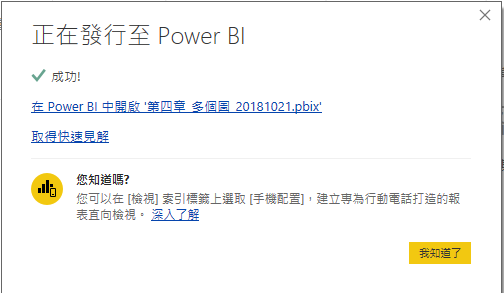 正在發行至 Power BI
成功!
在 Power BI 中開啟 '第四章_多個圖_20181021.pbix'
取得快速見解
您知道嗎?
您可以在 [檢視] 索引標籤上選取 [手機配置]，建立專為行動電話打造的報
表直向檢視。 深入了解
我知道了